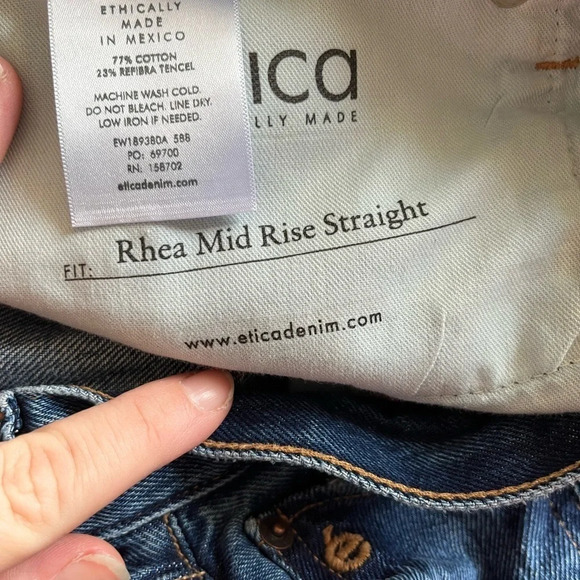 ETHICALLY
MADE
IN MEXICO
77% COTTON
23% REFIBRA TENCEL
MACHINE WASH COLD.
DO NOT BLEACH. LINE DRY.
LOW IRON IF NEEDED.
EW189380A 588
PO: 69700
RN: 158702
eticadenim.com
ica
LLY MADE
FIT: Rhea Mid Rise Straight
www.eticadenim.com